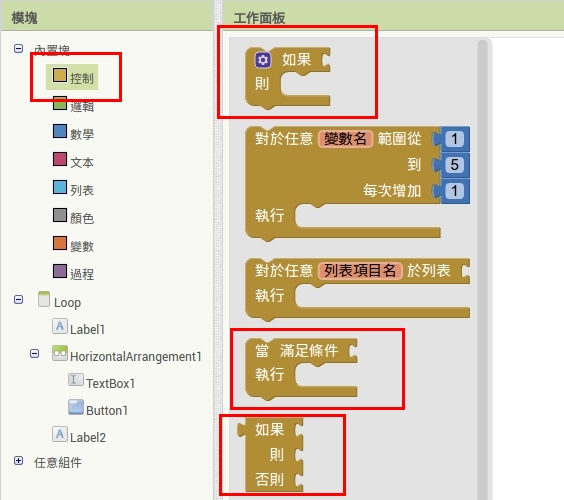 模塊
內置塊
控制
邏輯
數學
文本
列表
顏色
變數
過程
Loop
Label1
HorizontalArrangement1
TextBox1
Button1
Label2
任意組件
工作面板
如果
則
對於任意 變數名 範圍從 1
到 5
每次增加 1
執行
對於任意 列表項目名 於列表
執行
當 滿足條件
執行
如果
則
否則